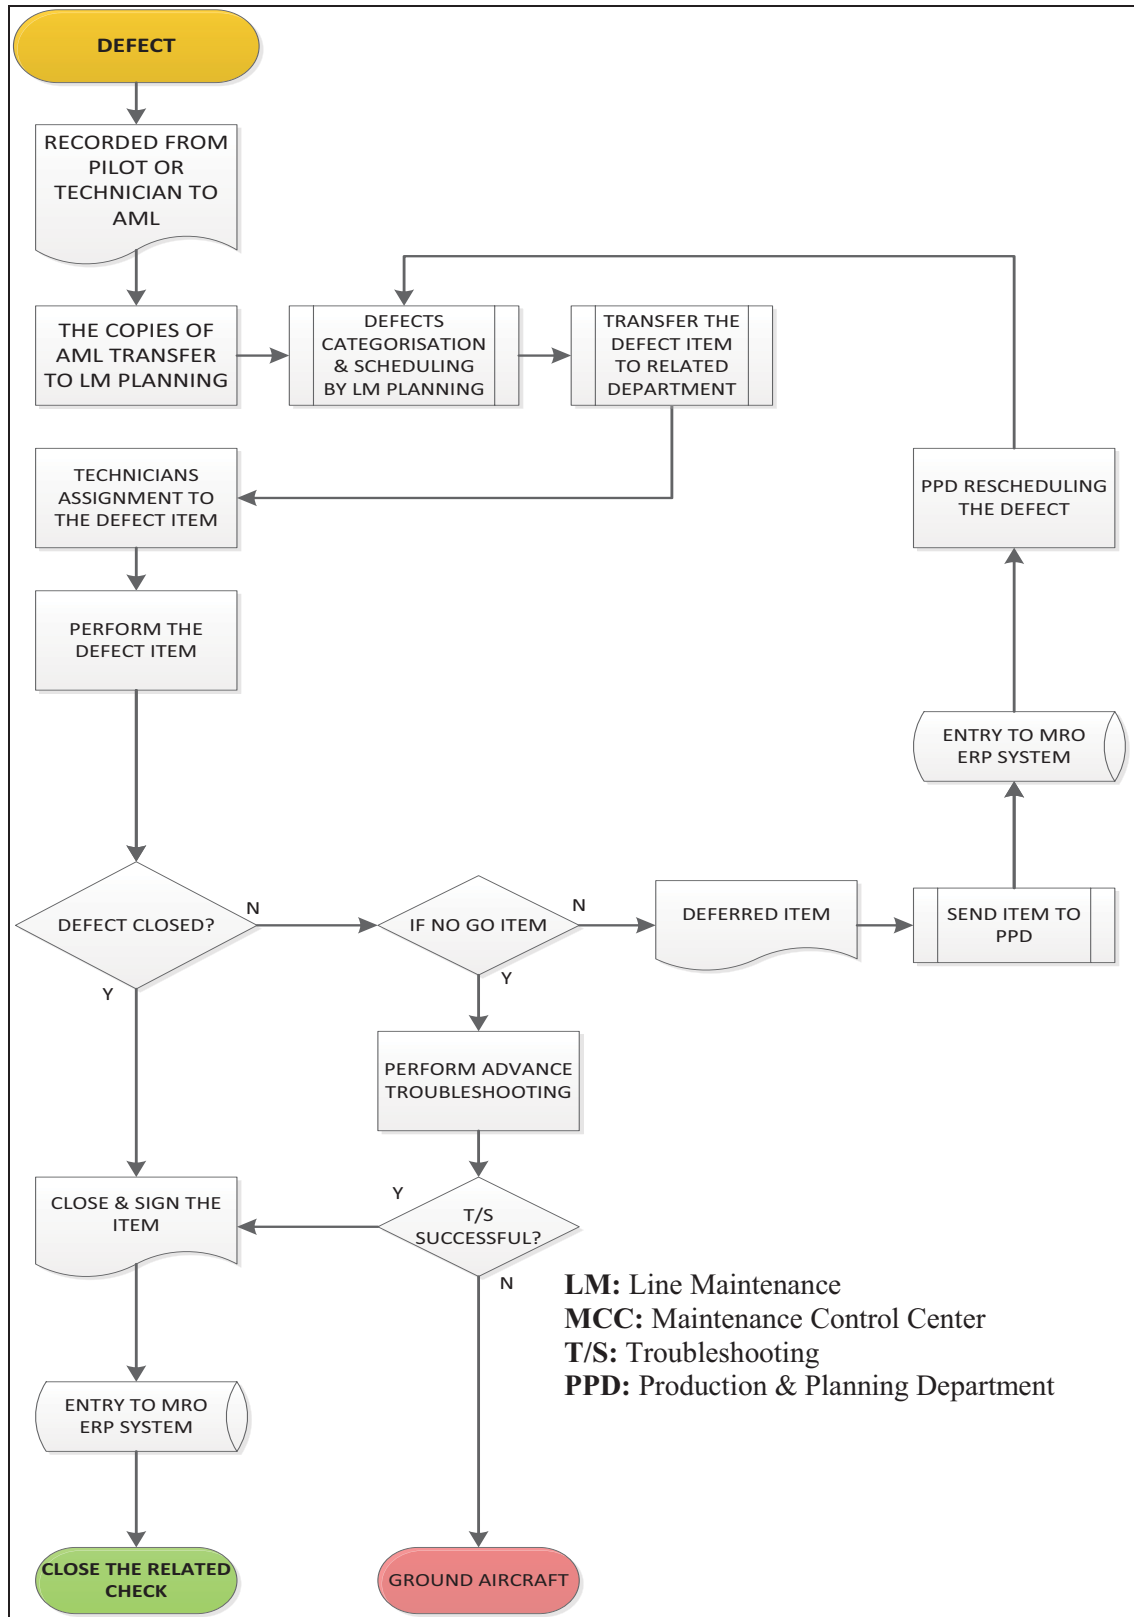 DEFECT
RECORDED FROM
PILOT OR
TECHNICIAN TO
AML
THE COPIES OF
AML TRANSFER
TO LM PLANNING
DEFECTS
CATEGORISATION
& SCHEDULING
BY LM PLANNING
TRANSFER THE
DEFECT ITEM
TO RELATED
DEPARTMENT
TECHNICIANS
ASSIGNMENT TO
THE DEFECT ITEM
PPD RESCHEDULING
THE DEFECT
PERFORM THE
DEFECT ITEM
ENTRY TO MRO
ERP SYSTEM
DEFECT CLOSED?
N
Y
IF NO GO ITEM
N
Y
DEFERRED ITEM
SEND ITEM TO
PPD
PERFORM ADVANCE
TROUBLESHOOTING
CLOSE & SIGN THE
ITEM
Y
T/S
SUCCESSFUL?
N
LM: Line Maintenance
MCC: Maintenance Control Center
T/S: Troubleshooting
PPD: Production & Planning Department
ENTRY TO MRO
ERP SYSTEM
CLOSE THE RELATED
CHECK
GROUND AIRCRAFT